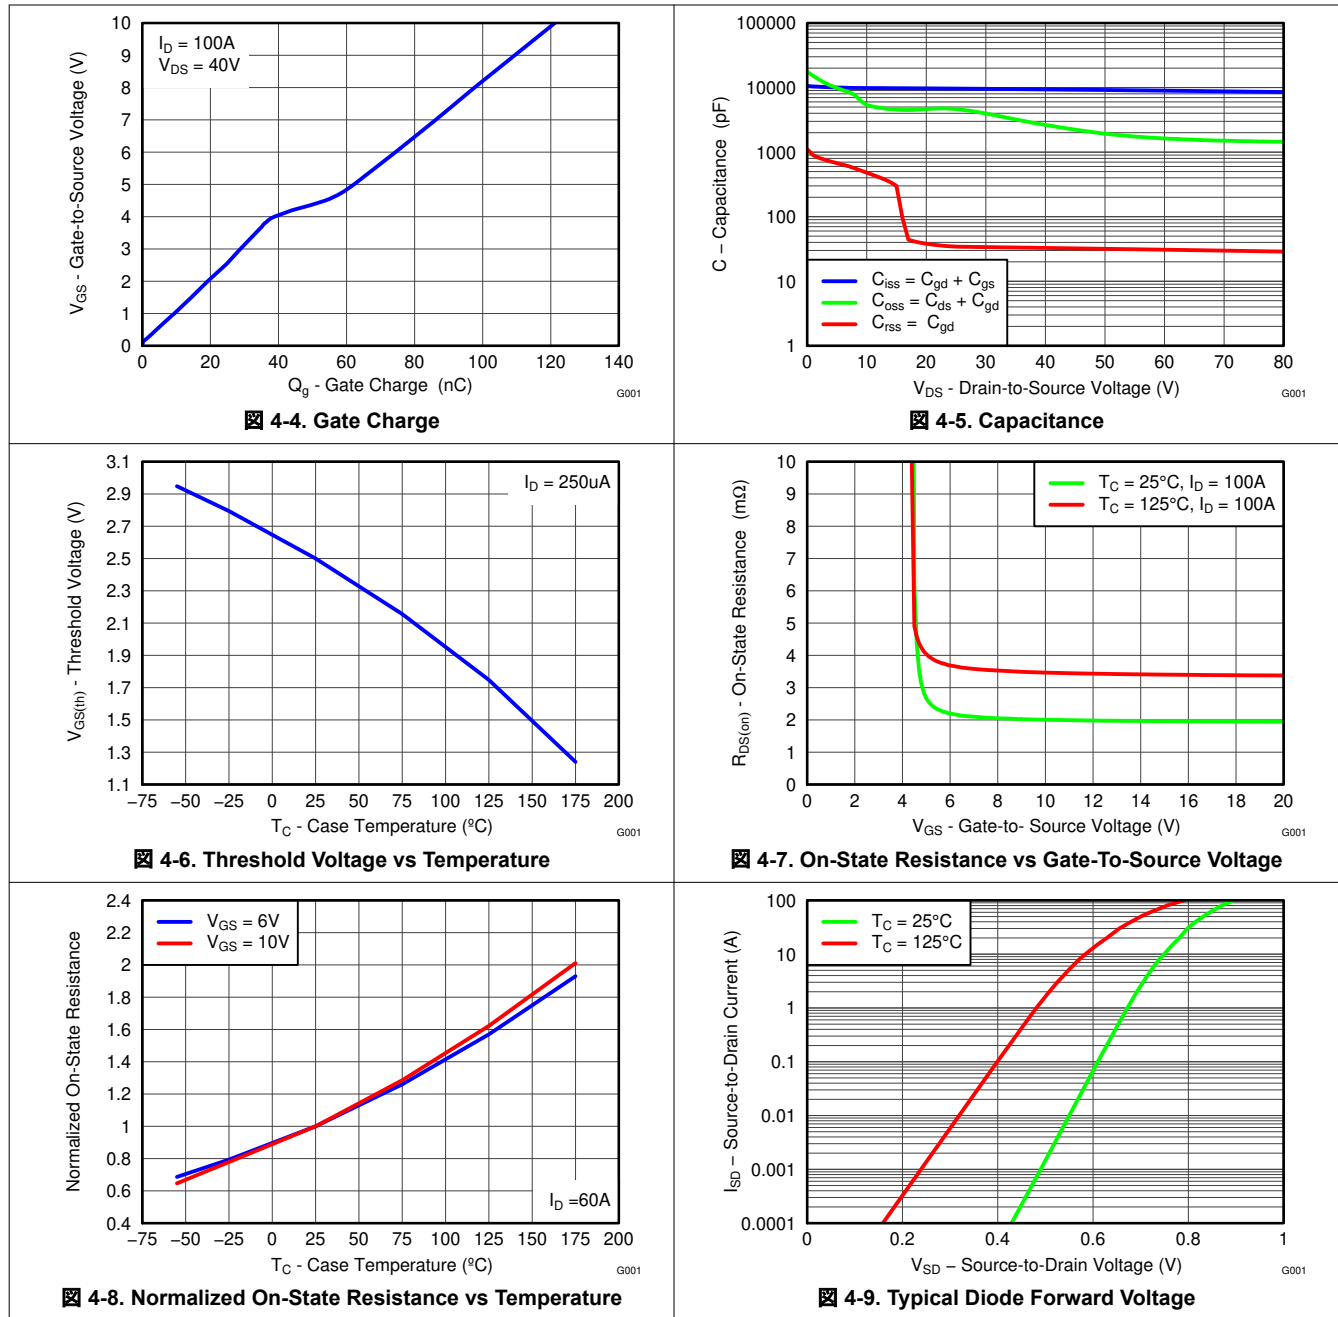 10
9
8
7
6
5
4
3
2
1
0
V_GS - Gate-to-Source Voltage (V)
I_D = 100A
V_DS = 40V
0 20 40 60 80 100 120 140
Q_g - Gate Charge (nC)
G001
図 4-4. Gate Charge
100000
10000
1000
100
10
1
C – Capacitance (pF)
C_iss = C_gd + C_gs
C_oss = C_ds + C_gd
C_rss = C_gd
0 10 20 30 40 50 60 70 80
V_DS - Drain-to-Source Voltage (V)
G001
図 4-5. Capacitance
3.1
2.9
2.7
2.5
2.3
2.1
1.9
1.7
1.5
1.3
1.1
V_GS(th) - Threshold Voltage (V)
I_D = 250uA
−75 −50 −25 0 25 50 75 100 125 150 175 200
T_C - Case Temperature (ºC)
G001
図 4-6. Threshold Voltage vs Temperature
10
9
8
7
6
5
4
3
2
1
0
R_DS(on) - On-State Resistance (mΩ)
T_C = 25°C, I_D = 100A
T_C = 125°C, I_D = 100A
0 2 4 6 8 10 12 14 16 18 20
V_GS - Gate-to- Source Voltage (V)
G001
図 4-7. On-State Resistance vs Gate-To-Source Voltage
2.4
2.2
2
1.8
1.6
1.4
1.2
1
0.8
0.6
0.4
Normalized On-State Resistance
V_GS = 6V
V_GS = 10V
I_D =60A
−75 −50 −25 0 25 50 75 100 125 150 175 200
T_C - Case Temperature (ºC)
G001
図 4-8. Normalized On-State Resistance vs Temperature
100
10
1
0.1
0.01
0.001
0.0001
I_SD – Source-to-Drain Current (A)
T_C = 25°C
T_C = 125°C
0 0.2 0.4 0.6 0.8 1
V_SD – Source-to-Drain Voltage (V)
G001
図 4-9. Typical Diode Forward Voltage